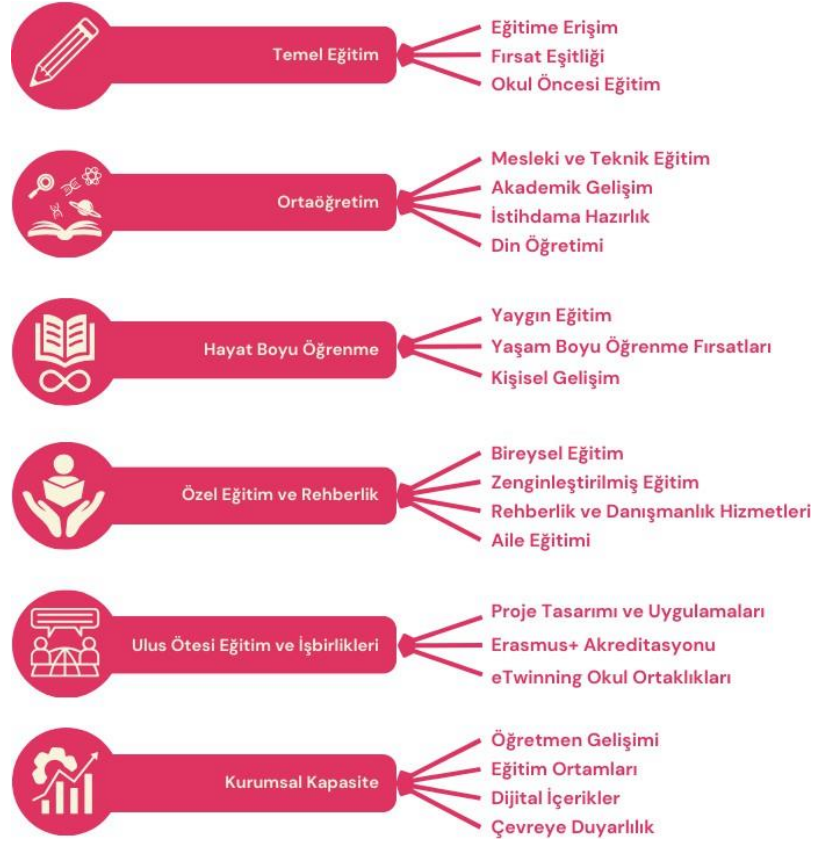 Temel Eğitim
Eğitime Erişim
Fırsat Eşitliği
Okul Öncesi Eğitim
Ortaöğretim
Mesleki ve Teknik Eğitim
Akademik Gelişim
İstihdama Hazırlık
Din Öğretimi
Hayat Boyu Öğrenme
Yaygın Eğitim
Yaşam Boyu Öğrenme Fırsatları
Kişisel Gelişim
Özel Eğitim ve Rehberlik
Bireysel Eğitim
Zenginleştirilmiş Eğitim
Rehberlik ve Danışmanlık Hizmetleri
Aile Eğitimi
Ulus Ötesi Eğitim ve İşbirlikleri
Proje Tasarımı ve Uygulamaları
Erasmus+ Akreditasyonu
eTwinning Okul Ortaklıkları
Kurumsal Kapasite
Öğretmen Gelişimi
Eğitim Ortamları
Dijital İçerikler
Çevreye Duyarlılık